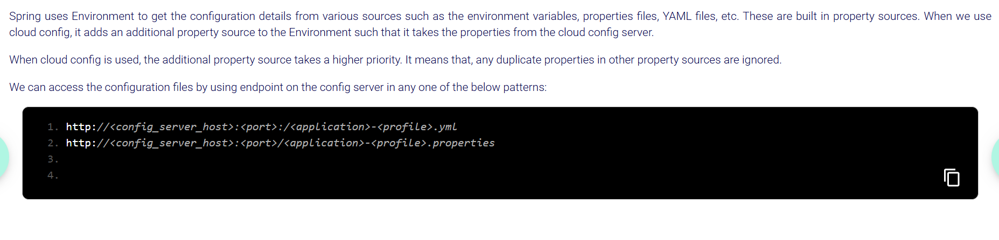 Spring uses Environment to get the configuration details from various sources such as the environment variables, properties files, YAML files, etc. These are built in property sources. When we use
cloud config, it adds an additional property source to the Environment such that it takes the properties from the cloud config server.
When cloud config is used, the additional property source takes a higher priority. It means that, any duplicate properties in other property sources are ignored.
We can access the configuration files by using endpoint on the config server in any one of the below patterns:
1. http://<config_server_host>:<port>:/<application>-<profile>.yml
2. http://<config_server_host>:<port>/<application>-<profile>.properties
3.
4.